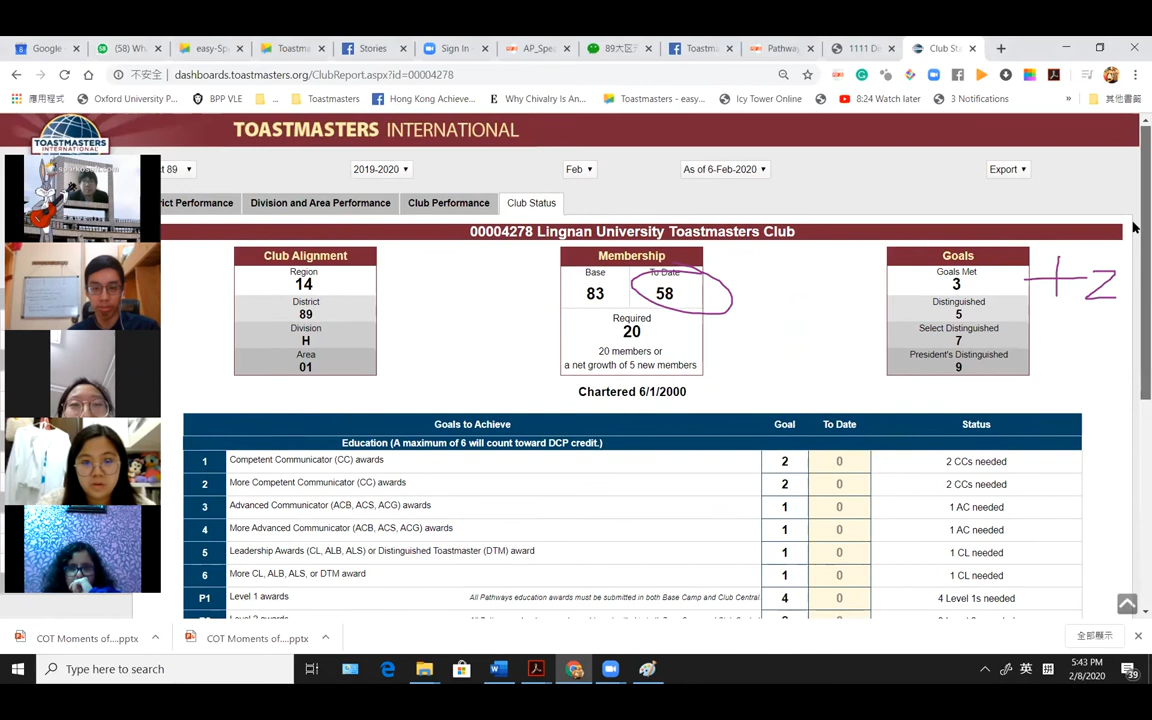 Google
(58) Wh
easy-Sp
Toastma
Stories
Sign In -
AP_Spea
89大区示
Toastma
Pathway
1111 Di
Club Sta
不安全
dashboards.toastmasters.org/ClubReport.aspx?id=00004278
應用程式
Oxford University P...
BPP VLE
...
Toastmasters
Hong Kong Achieve...
Why Chivalry Is An...
Toastmasters - easy...
Icy Tower Online
8:24 Watch later
3 Notifications
»
其他書籤
TOASTMASTERS INTERNATIONAL
TOASTMASTERS
INTERNATIONAL
t 89
2019-2020
Feb
As of 6-Feb-2020
Export
rict Performance
Division and Area Performance
Club Performance
Club Status
00004278 Lingnan University Toastmasters Club
Club Alignment
Region
14
District
89
Division
H
Area
01
Membership
Base
To Date
83
58
Required
20
20 members or
a net growth of 5 new members
Goals
Goals Met
3
Distinguished
5
Select Distinguished
7
President's Distinguished
9
+2
Chartered 6/1/2000
Goals to Achieve Goal To Date Status
Education (A maximum of 6 will count toward DCP credit.)
1 Competent Communicator (CC) awards 2 0 2 CCs needed
2 More Competent Communicator (CC) awards 2 0 2 CCs needed
3 Advanced Communicator (ACB, ACS, ACG) awards 1 0 1 AC needed
4 More Advanced Communicator (ACB, ACS, ACG) awards 1 0 1 AC needed
5 Leadership Awards (CL, ALB, ALS) or Distinguished Toastmaster (DTM) award 1 0 1 CL needed
6 More CL, ALB, ALS, or DTM award 1 0 1 CL needed
P1 Level 1 awards All Pathways education awards must be submitted in both Base Camp and Club Central 4 0 4 Level 1s needed
COT Moments of....pptx
COT Moments of....pptx
全部顯示
Type here to search
英
拼
5:43 PM
2/8/2020
39